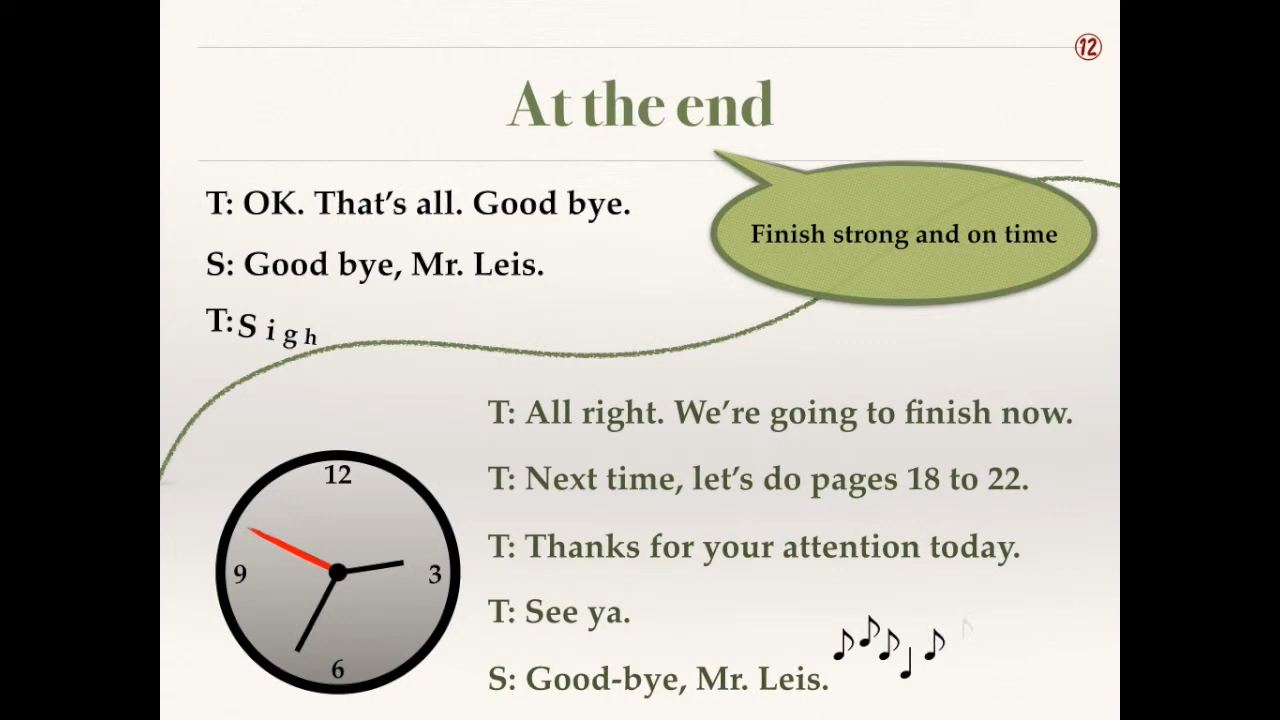 ⑫
At the end
T: OK. That’s all. Good bye.
Finish strong and on time
S: Good bye, Mr. Leis.
T: Sigh
T: All right. We’re going to finish now.
T: Next time, let’s do pages 18 to 22.
T: Thanks for your attention today.
T: See ya.
S: Good-bye, Mr. Leis.
12
9
3
6